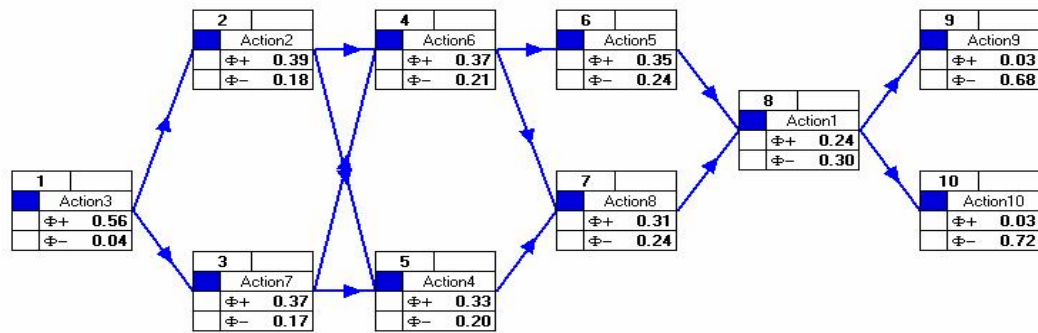 1
Action3
Φ+ 0.56
Φ− 0.04
2
Action2
Φ+ 0.39
Φ− 0.18
3
Action7
Φ+ 0.37
Φ− 0.17
4
Action6
Φ+ 0.37
Φ− 0.21
5
Action4
Φ+ 0.33
Φ− 0.20
6
Action5
Φ+ 0.35
Φ− 0.24
7
Action8
Φ+ 0.31
Φ− 0.24
8
Action1
Φ+ 0.24
Φ− 0.30
9
Action9
Φ+ 0.03
Φ− 0.68
10
Action10
Φ+ 0.03
Φ− 0.72